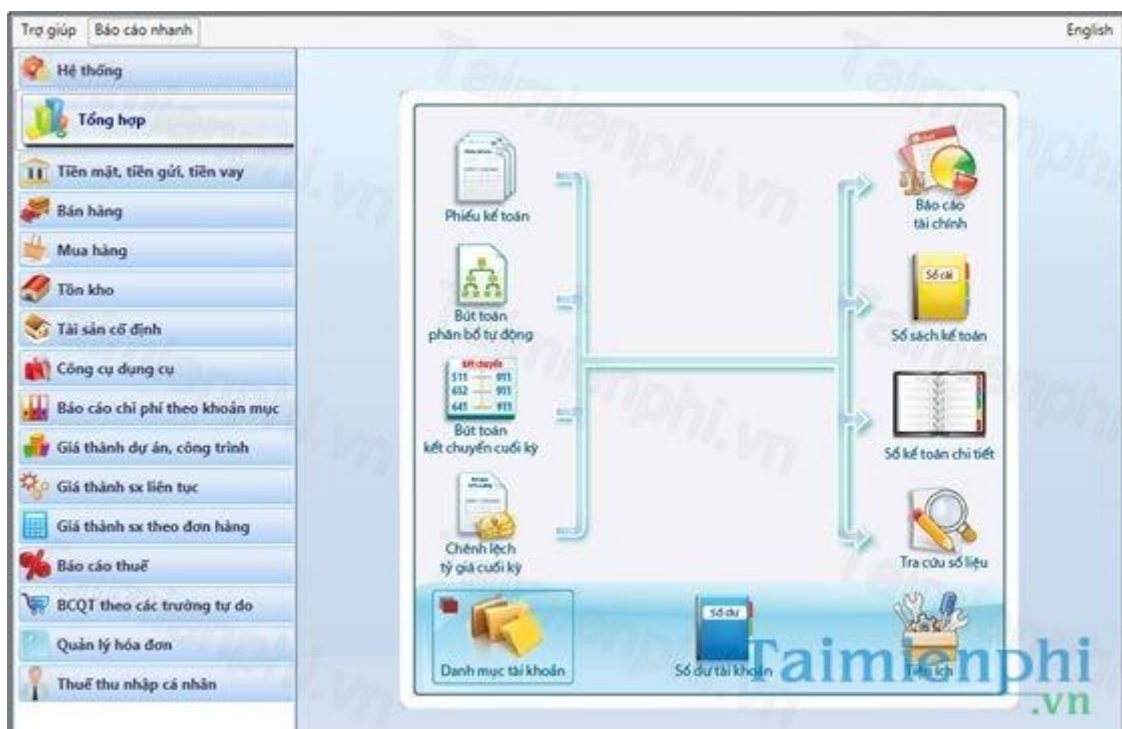 Trợ giúp
Báo cáo nhanh
English
Hệ thống
Tổng hợp
Tiền mặt, tiền gửi, tiền vay
Bán hàng
Mua hàng
Tồn kho
Tài sản cố định
Công cụ dụng cụ
Báo cáo chi phí theo khoản mục
Giá thành dự án, công trình
Giá thành sx liên tục
Giá thành sx theo đơn hàng
Báo cáo thuế
BCQT theo các trường tự do
Quản lý hóa đơn
Thuế thu nhập cá nhân
Phiếu kế toán
Bút toán
phân bổ tự động
Kết chuyển
511 911
632 911
641 911
Bút toán
kết chuyển cuối kỳ
Chênh lệch
tỷ giá cuối kỳ
Báo cáo
tài chính
Sổ cái
Sổ sách kế toán
Sổ kế toán chi tiết
Tra cứu số liệu
Danh mục tài khoản
Số dư
Số dư tài khoản
Tiện ích
Taimienphi
.vn